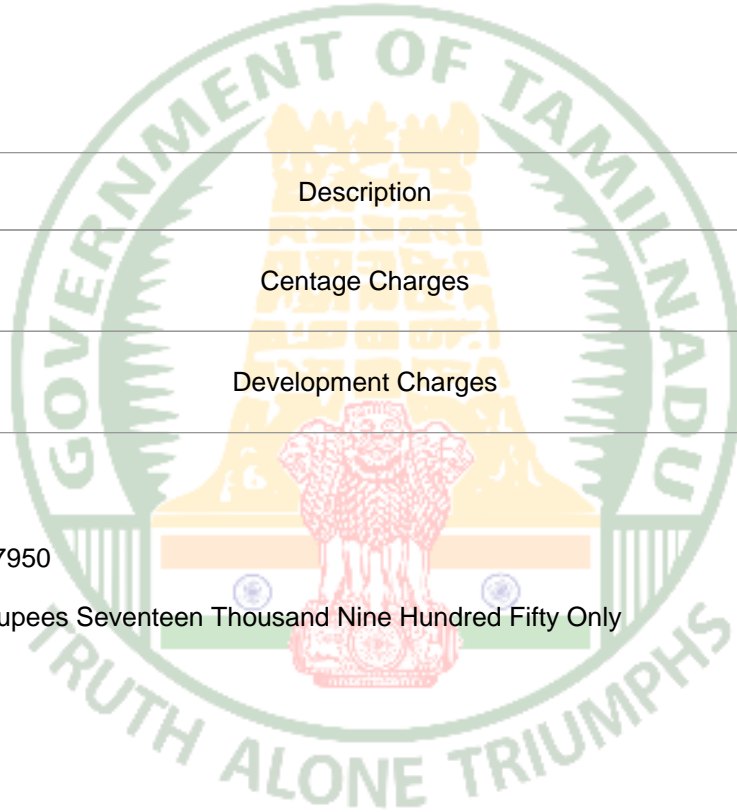 GOVERNMENT OF TAMILNADU
Description
Centage Charges
Development Charges
7950
upees Seventeen Thousand Nine Hundred Fifty Only
TRUTH ALONE TRIUMPHS